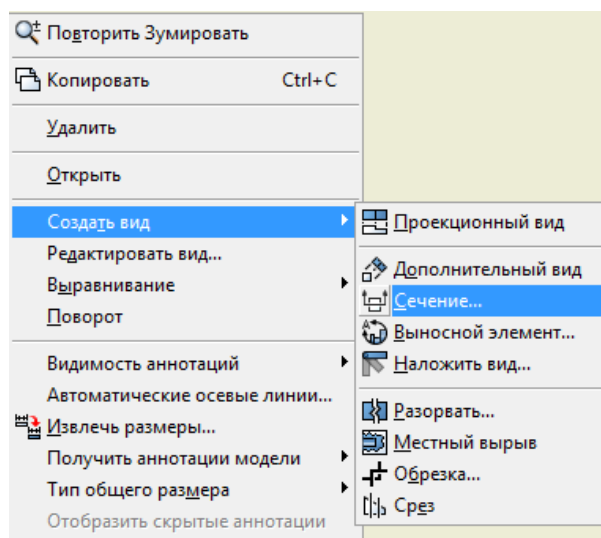 Повторить Зумировать
Копировать Ctrl+C
Удалить
Открыть
Создать вид
Редактировать вид...
Выравнивание
Поворот
Видимость аннотаций
Автоматические осевые линии...
Извлечь размеры...
Получить аннотации модели
Тип общего размера
Отобразить скрытые аннотации
Проекционный вид
Дополнительный вид
Сечение...
Выносной элемент...
Наложить вид...
Разорвать...
Местный вырыв
Обрезка...
Срез